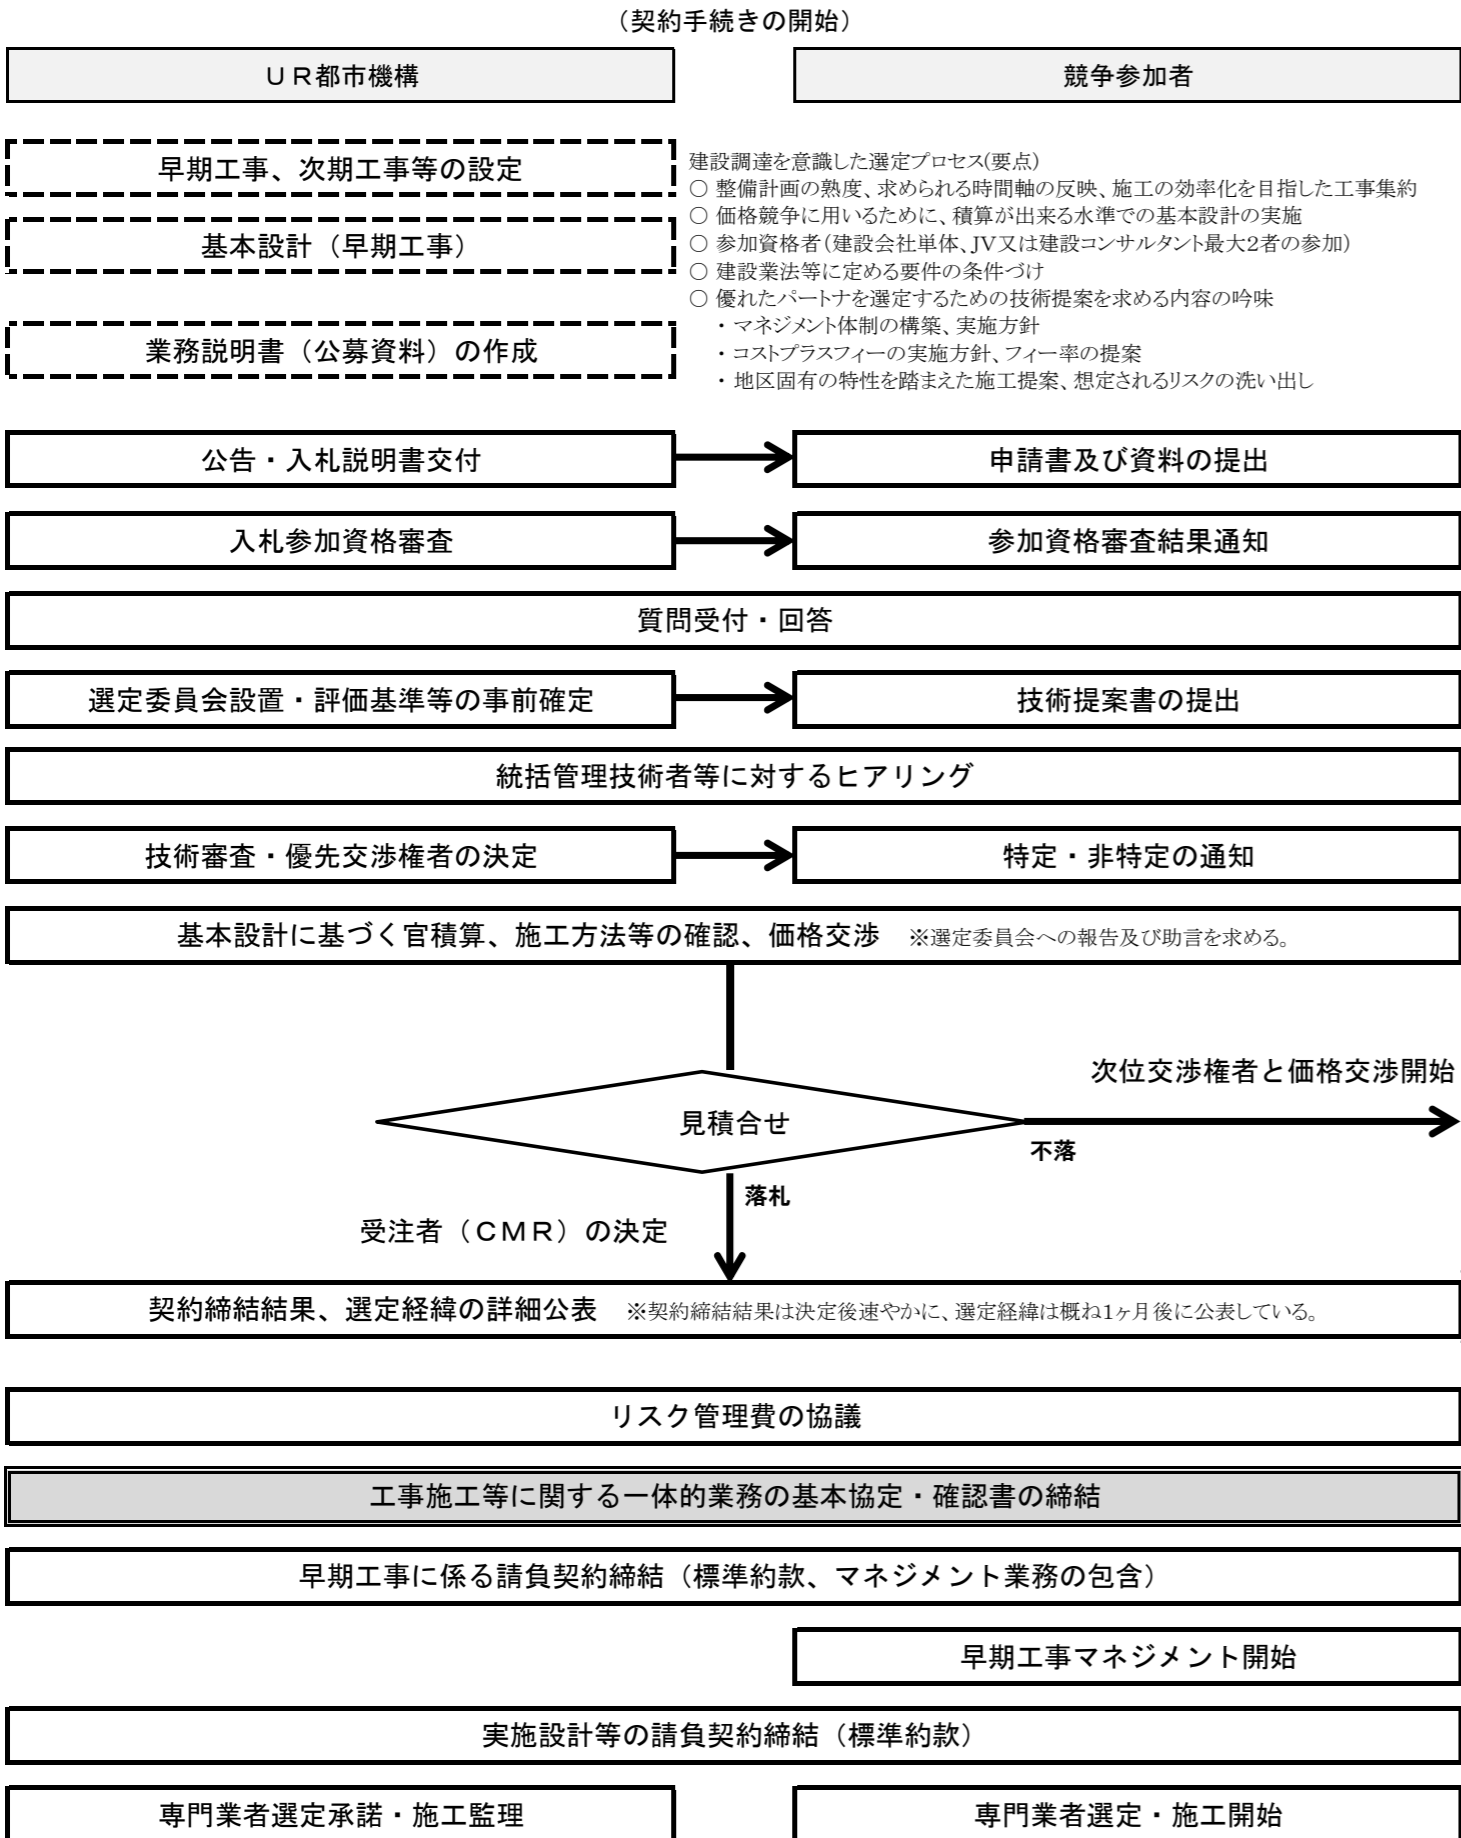 （契約手続きの開始）
ＵＲ都市機構
競争参加者
早期工事、次期工事等の設定
基本設計（早期工事）
業務説明書（公募資料）の作成
建設調達を意識した選定プロセス(要点)
○ 整備計画の熟度、求められる時間軸の反映、施工の効率化を目指した工事集約
○ 価格競争に用いるために、積算が出来る水準での基本設計の実施
○ 参加資格者(建設会社単体、JV又は建設コンサルタント最大2者の参加)
○ 建設業法等に定める要件の条件づけ
○ 優れたパートナを選定するための技術提案を求める内容の吟味
・マネジメント体制の構築、実施方針
・コストプラスフィーの実施方針、フィー率の提案
・地区固有の特性を踏まえた施工提案、想定されるリスクの洗い出し
公告・入札説明書交付
申請書及び資料の提出
入札参加資格審査
参加資格審査結果通知
質問受付・回答
選定委員会設置・評価基準等の事前確定
技術提案書の提出
統括管理技術者等に対するヒアリング
技術審査・優先交渉権者の決定
特定・非特定の通知
基本設計に基づく官積算、施工方法等の確認、価格交渉 ※選定委員会への報告及び助言を求める。
次位交渉権者と価格交渉開始
見積合せ
不落
落札
受注者（ＣＭＲ）の決定
契約締結結果、選定経緯の詳細公表 ※契約締結結果は決定後速やかに、選定経緯は概ね1ヶ月後に公表している。
リスク管理費の協議
工事施工等に関する一体的業務の基本協定・確認書の締結
早期工事に係る請負契約締結（標準約款、マネジメント業務の包含）
早期工事マネジメント開始
実施設計等の請負契約締結（標準約款）
専門業者選定承諾・施工監理
専門業者選定・施工開始